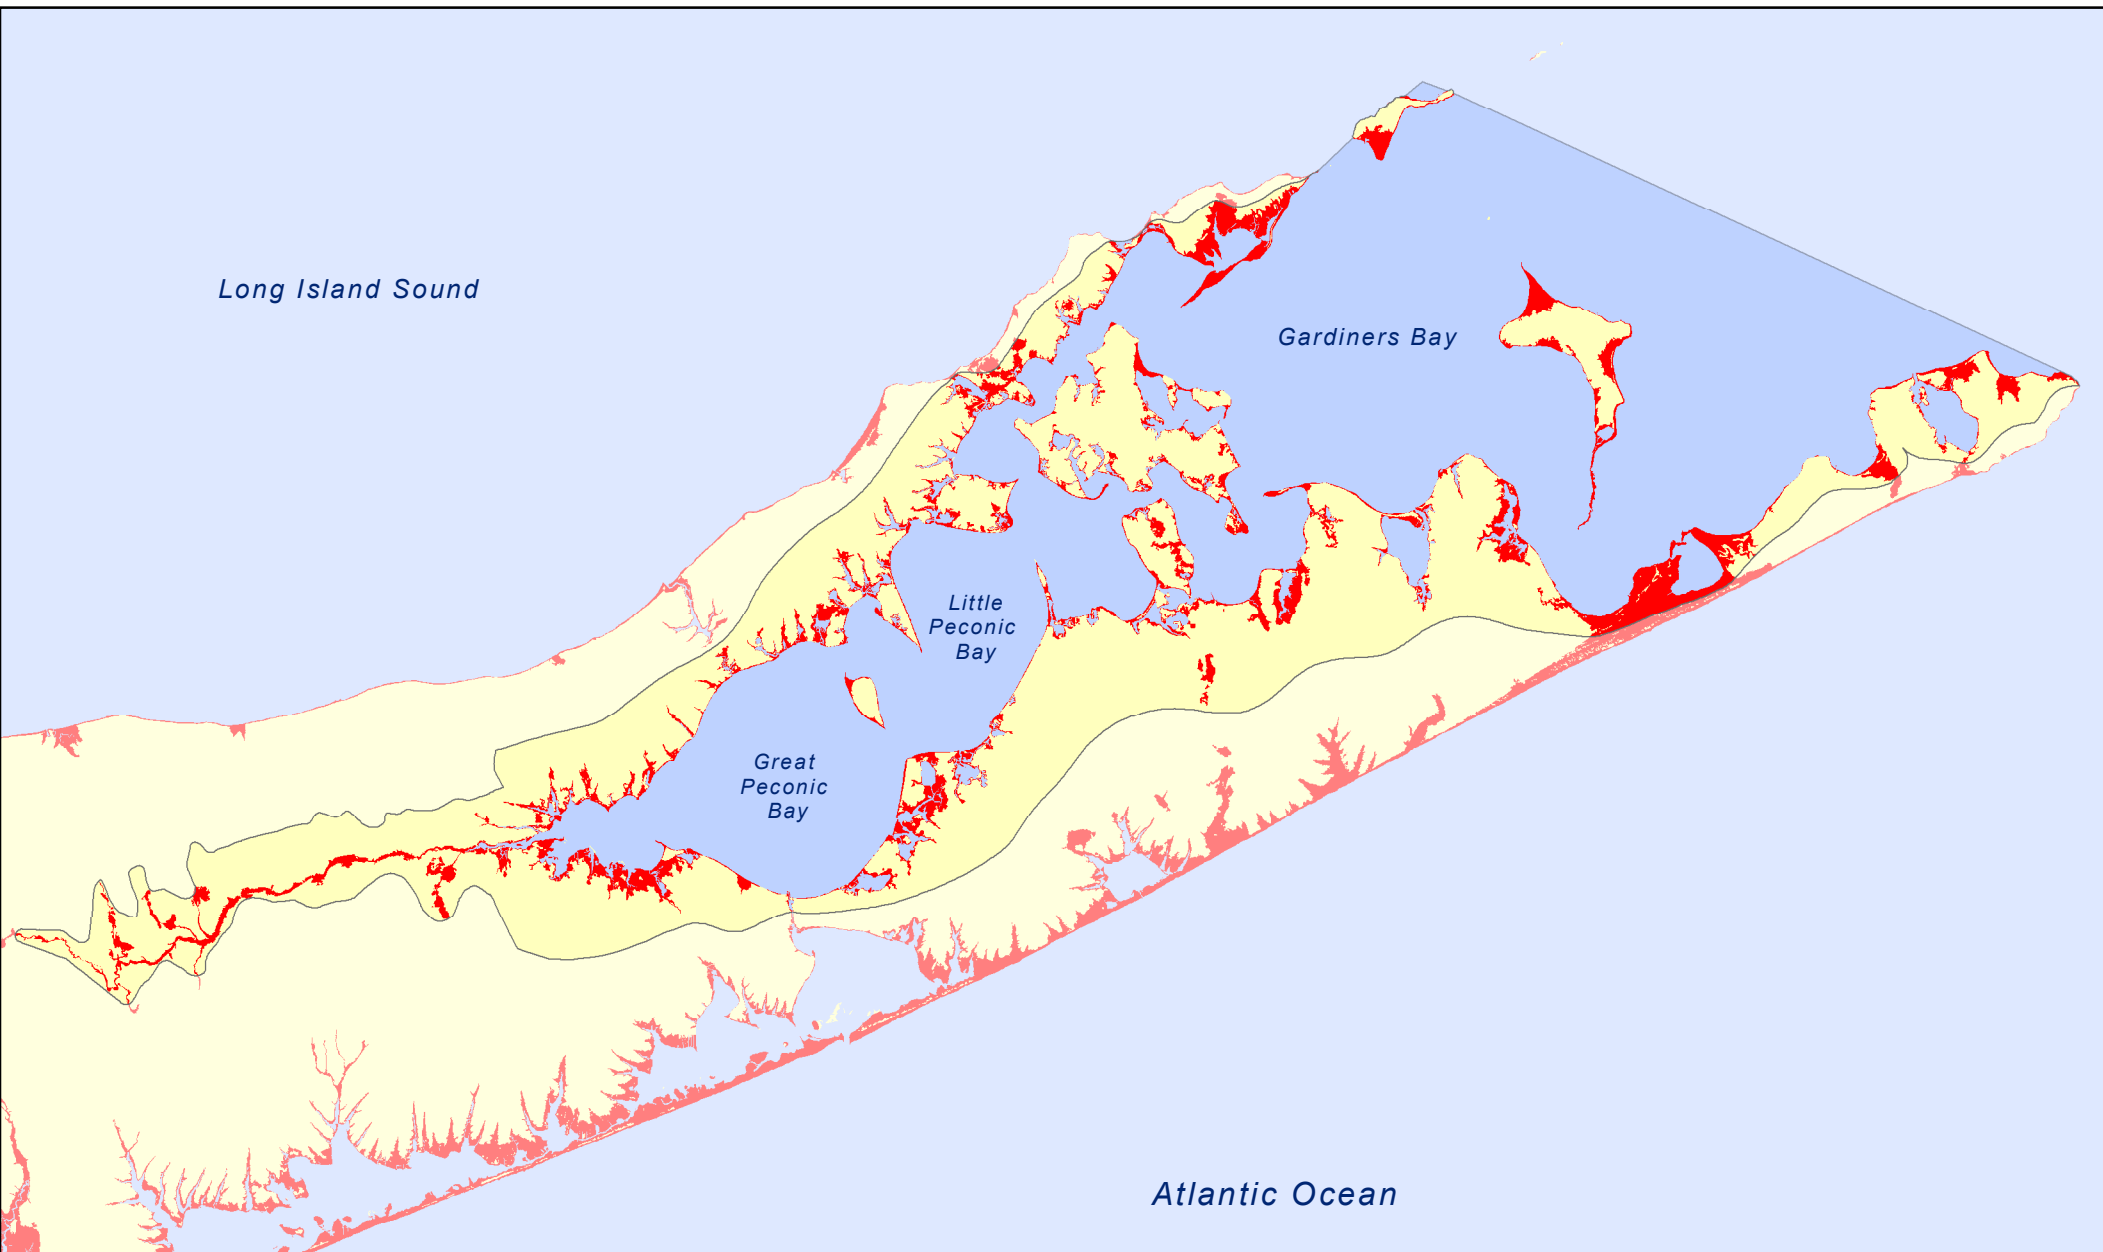 Long Island Sound
Gardiners Bay
Little
Peconic
Bay
Great
Peconic
Bay
Atlantic Ocean